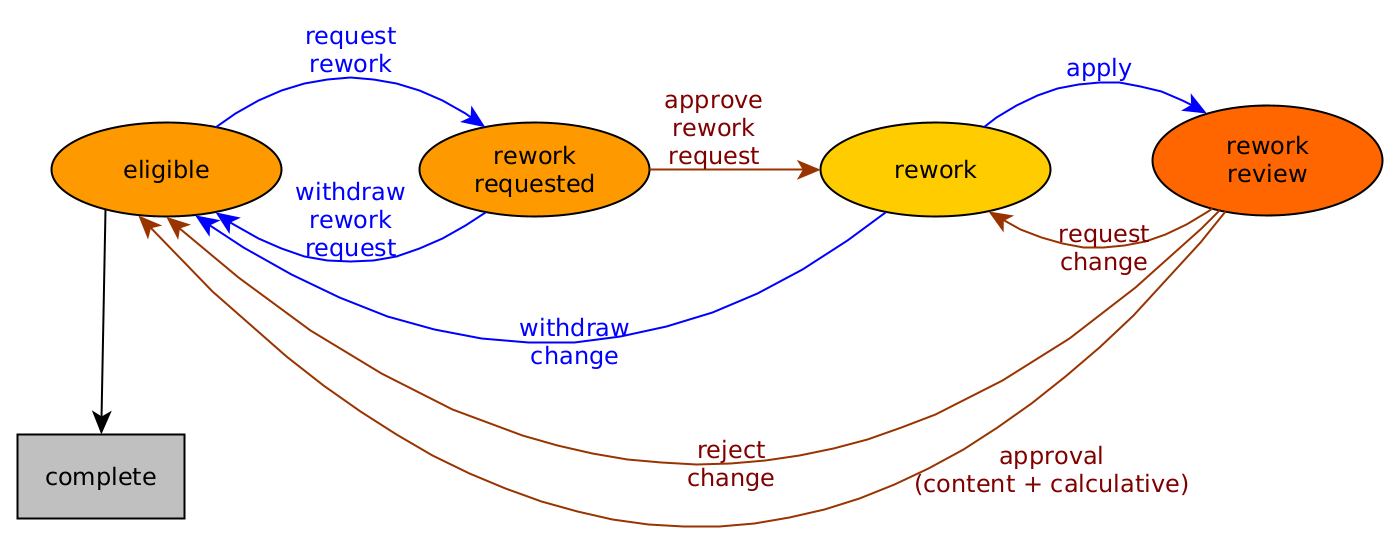 request
rework
apply
approve
rework
request
eligible
rework
requested
rework
rework
review
withdraw
rework
request
request
change
withdraw
change
reject
change
approval
(content + calculative)
complete